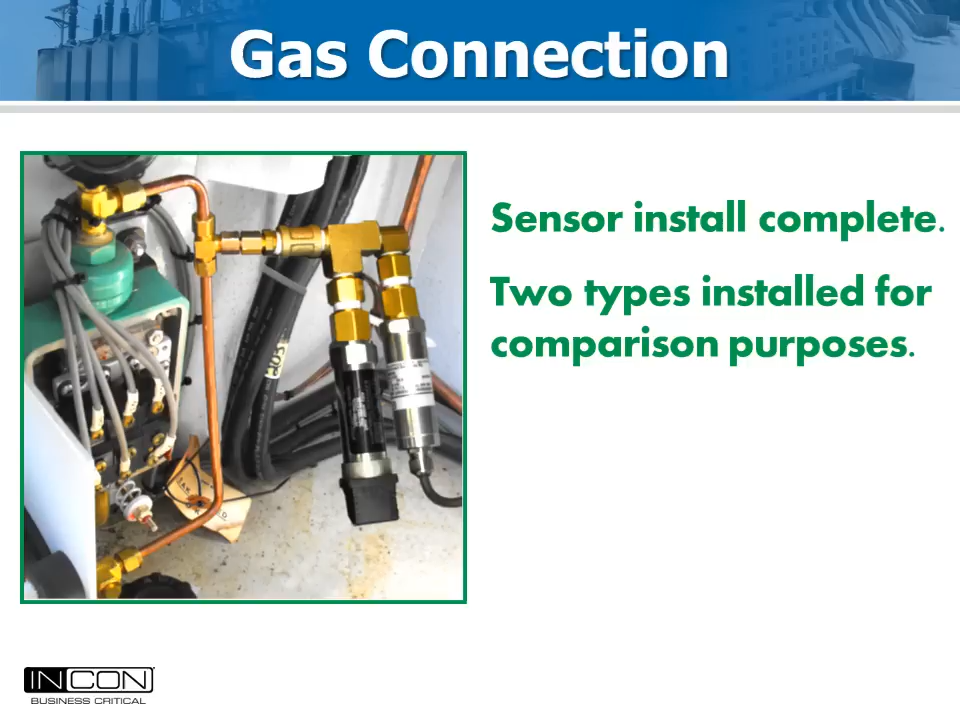 Gas Connection
Sensor install complete.
Two types installed for
comparison purposes.
INCON
BUSINESS CRITICAL